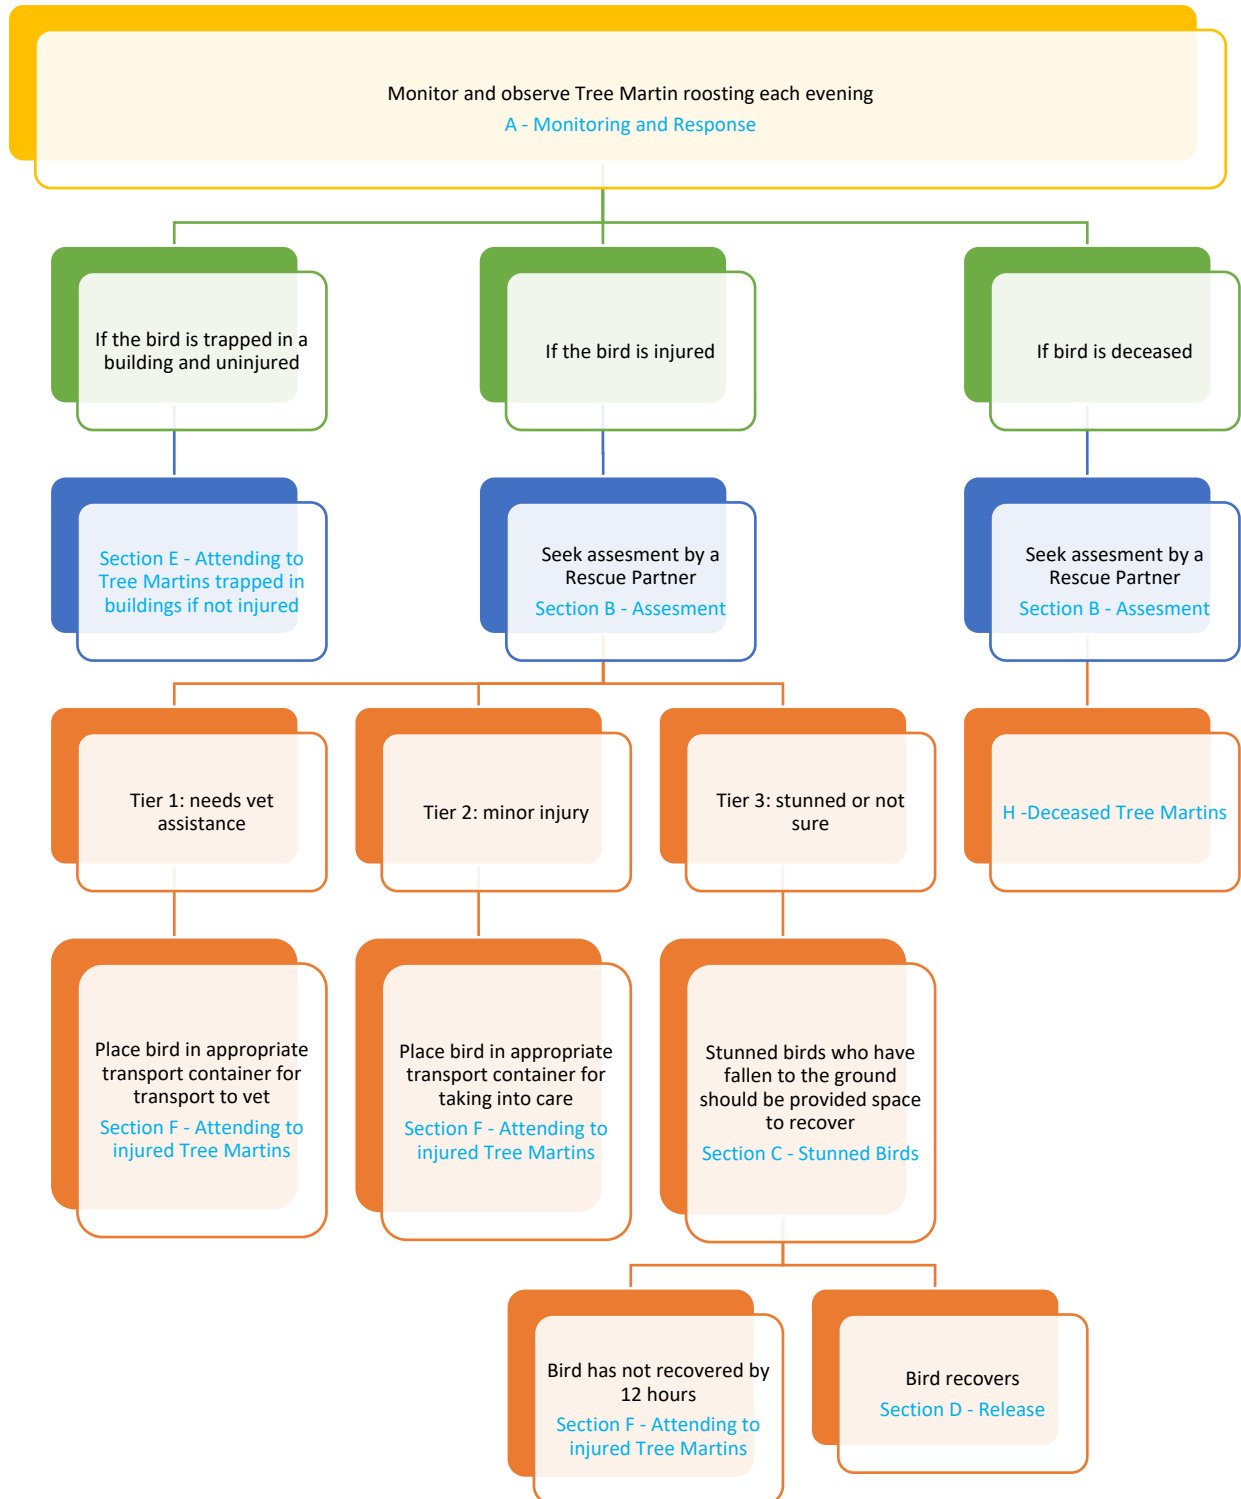 Monitor and observe Tree Martin roosting each evening
A - Monitoring and Response
If the bird is trapped in a
building and uninjured
If the bird is injured
If bird is deceased
Section E - Attending to
Tree Martins trapped in
buildings if not injured
Seek assesment by a
Rescue Partner
Section B - Assesment
Seek assesment by a
Rescue Partner
Section B - Assesment
Tier 1: needs vet
assistance
Tier 2: minor injury
Tier 3: stunned or not
sure
H -Deceased Tree Martins
Place bird in appropriate
transport container for
transport to vet
Section F - Attending to
injured Tree Martins
Place bird in appropriate
transport container for
taking into care
Section F - Attending to
injured Tree Martins
Stunned birds who have
fallen to the ground
should be provided space
to recover
Section C - Stunned Birds
Bird has not recovered by
12 hours
Section F - Attending to
injured Tree Martins
Bird recovers
Section D - Release